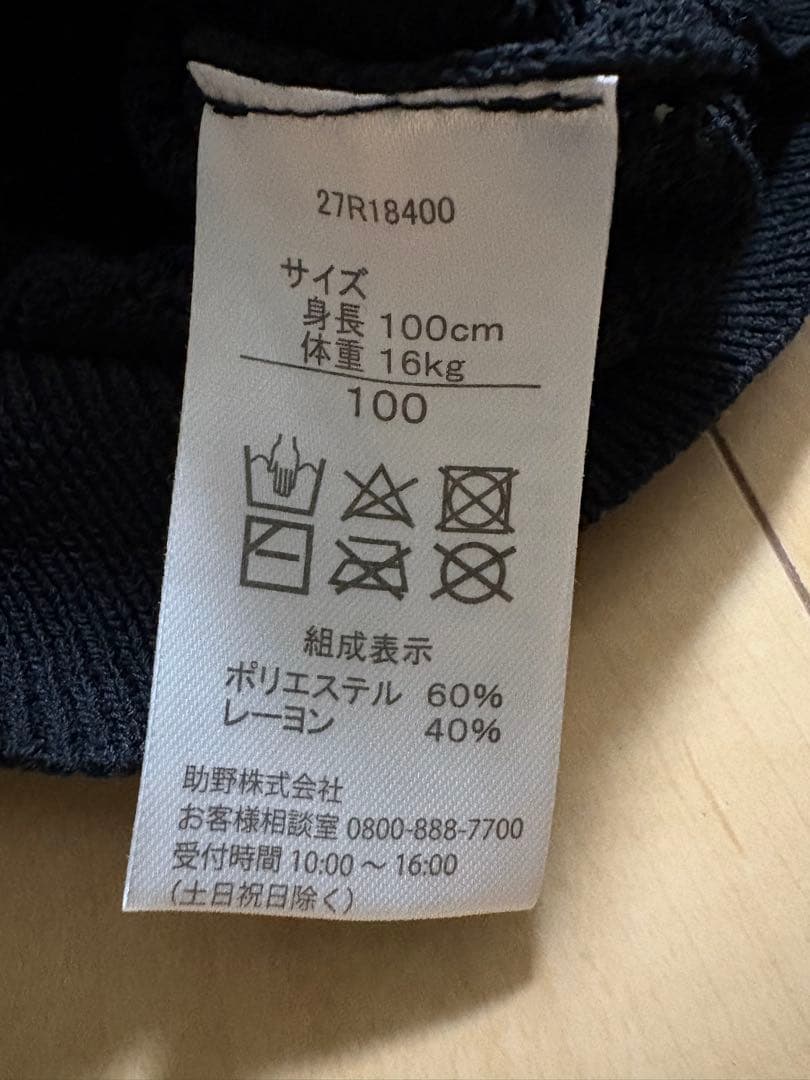 27R18400
サイズ
身長 100cm
体重 16kg
100
組成表示
ポリエステル 60%
レーヨン 40%
助野株式会社
お客様相談室 0800-888-7700
受付時間 10:00 ～ 16:00
(土日祝日除く)